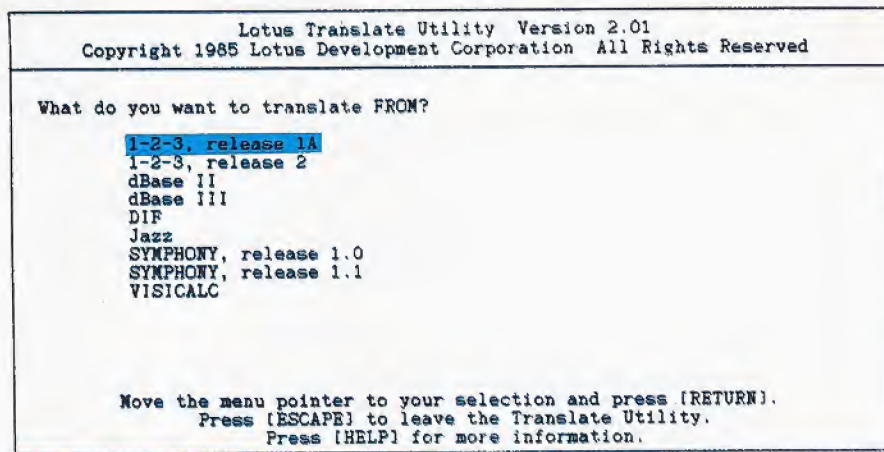 Lotus Translate Utility Version 2.01
Copyright 1985 Lotus Development Corporation All Rights Reserved
What do you want to translate FROM?
1-2-3, release 1A
1-2-3, release 2
dBase II
dBase III
DIF
Jazz
SYMPHONY, release 1.0
SYMPHONY, release 1.1
VISICALC
Move the menu pointer to your selection and press [RETURN].
Press [ESCAPE] to leave the Translate Utility.
Press [HELP] for more information.